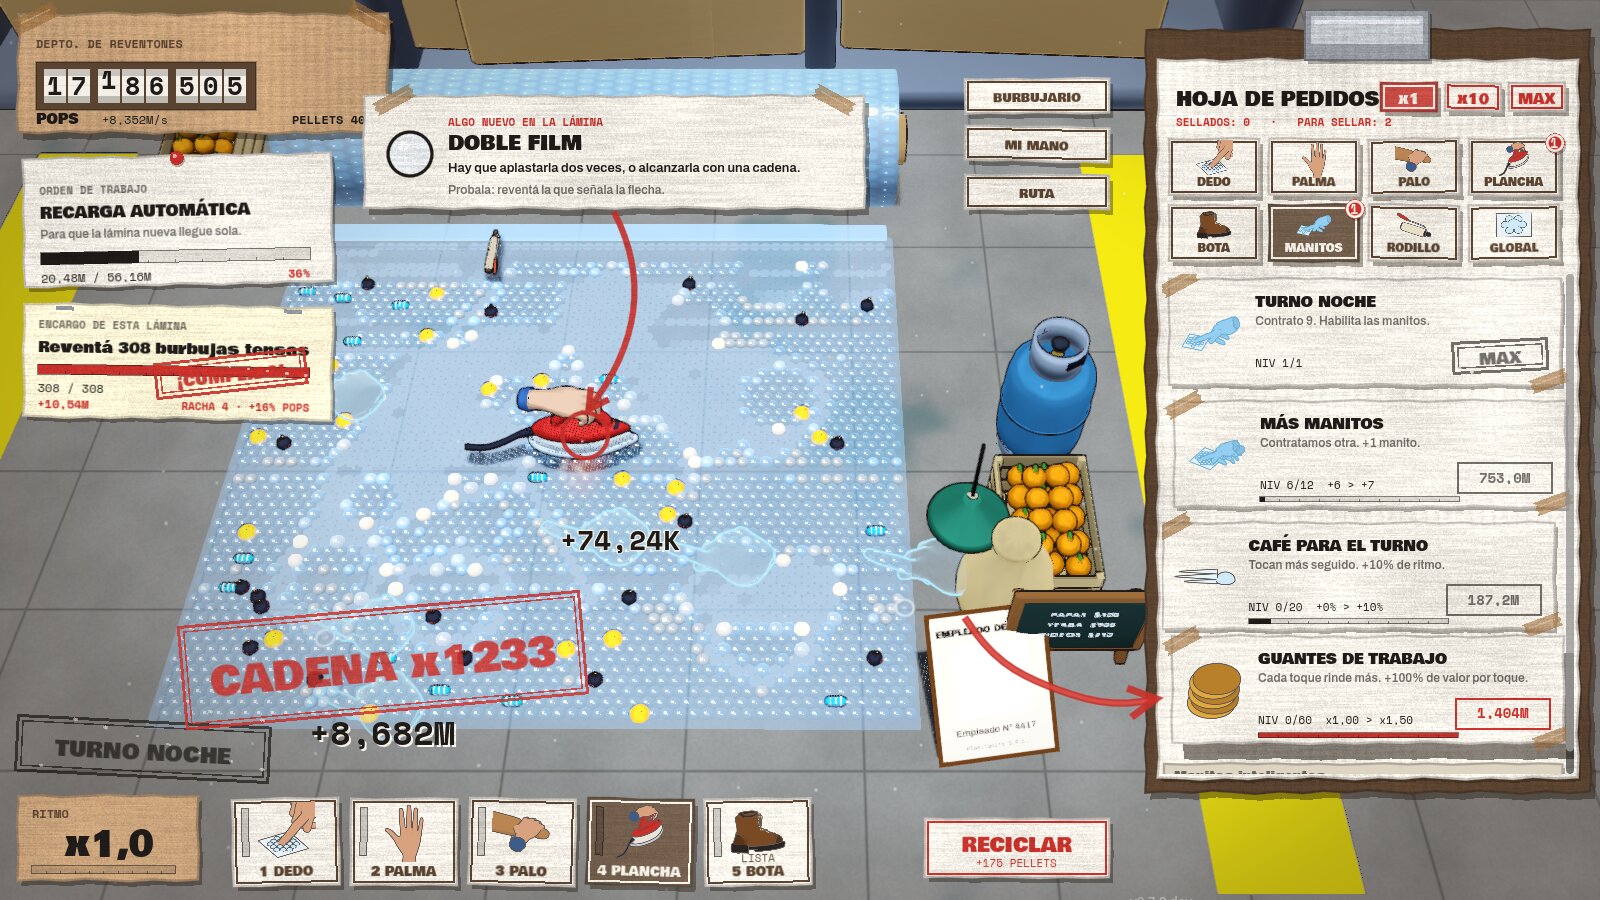 DEPTO. DE REVENTONES
17 186 505
POPS +8,352M/s PELLETS 40
ORDEN DE TRABAJO
RECARGA AUTOMÁTICA
Para que la lámina nueva llegue sola.
20,48M / 56,16M 36%
ENCARGO DE ESTA LÁMINA
Reventá 308 burbujas tensas
308 / 308
+10,54M RACHA 4 · +16% POPS
ALGO NUEVO EN LA LÁMINA
DOBLE FILM
Hay que aplastarla dos veces, o alcanzarla con una cadena.
Probala: reventá la que señala la flecha.
BURBUJARIO
MI MANO
RUTA
+74,24K
CADENA x1233
+8,682M
TURNO NOCHE
Empleado N° 4417
RITMO
x1,0
1 DEDO
2 PALMA
3 PALO
4 PLANCHA
LISTA
5 BOTA
RECICLAR
+175 PELLETS
HOJA DE PEDIDOS x1 x10 MAX
SELLADOS: 0 · PARA SELLAR: 2
DEDO PALMA PALO PLANCHA 1
BOTA MANITOS 1 RODILLO GLOBAL
TURNO NOCHE
Contrato 9. Habilita las manitos.
NIV 1/1 MAX
MÁS MANITOS
Contratamos otra. +1 manito.
NIV 6/12 +6 > +7 753,0M
CAFÉ PARA EL TURNO
Tocan más seguido. +10% de ritmo.
NIV 0/20 +0% > +10% 187,2M
GUANTES DE TRABAJO
Cada toque rinde más. +100% de valor por toque.
NIV 0/60 x1,00 > x1,50 1,404M